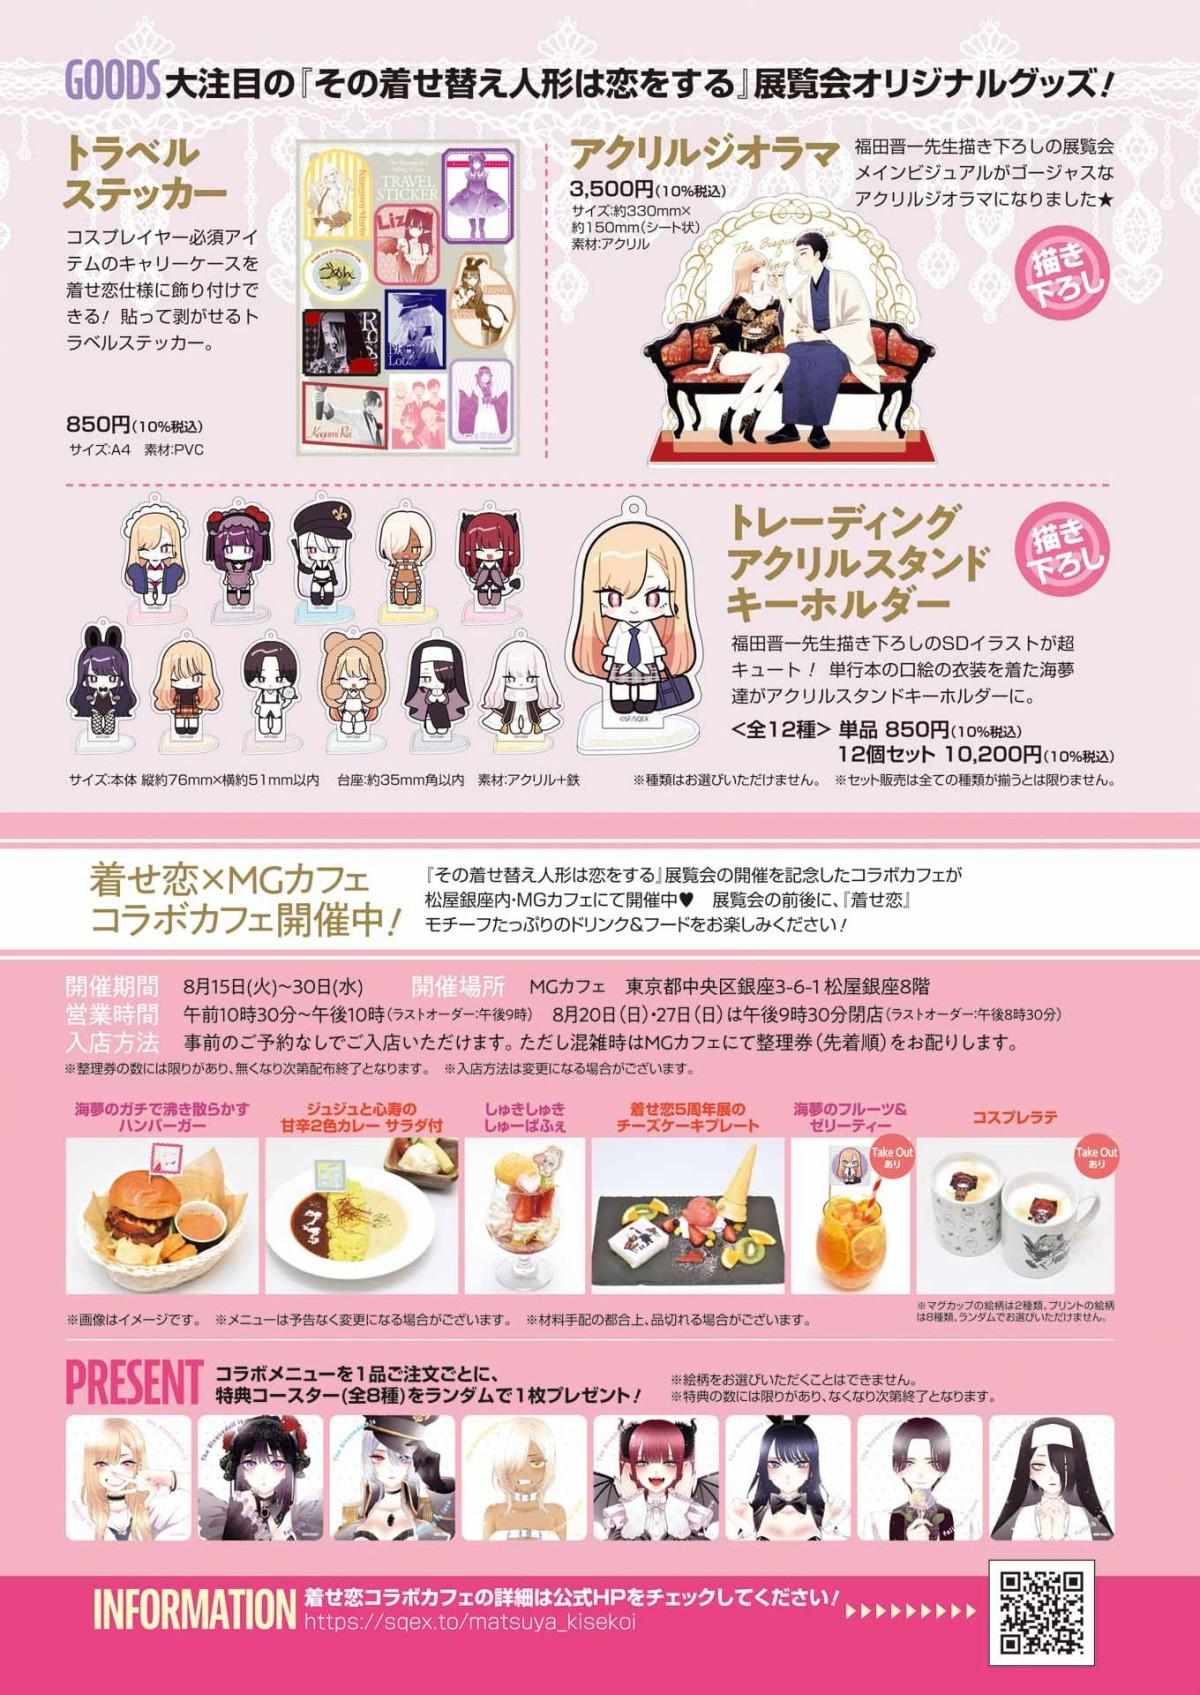 GOODS 大注目の『その着せ替え人形は恋をする』展覧会オリジナルグッズ！
トラベル
ステッカー
コスプレイヤー必須アイ
テムのキャリーケースを
着せ恋仕様に飾り付けで
きる！ 貼って剥がせるト
ラベルステッカー。
850円(10%税込)
サイズ:A4　素材:PVC
TRAVEL
STICKER
Liz
アクリルジオラマ
3,500円(10%税込)
サイズ:約330mm×
約150mm(シート状)
素材:アクリル
福田晋一先生描き下ろしの展覧会
メインビジュアルがゴージャスな
アクリルジオラマになりました★
描き
下ろし
トレーディング
アクリルスタンド
キーホルダー
描き
下ろし
福田晋一先生描き下ろしのSDイラストが超
キュート！ 単行本の口絵の衣装を着た海夢
達がアクリルスタンドキーホルダーに。
＜全12種＞ 単品 850円(10%税込)
12個セット 10,200円(10%税込)
サイズ:本体 縦約76mm×横約51mm以内　台座:約35mm角以内　素材:アクリル+鉄
※種類はお選びいただけません。 ※セット販売は全ての種類が揃うとは限りません。
着せ恋×MGカフェ
コラボカフェ開催中！
『その着せ替え人形は恋をする』展覧会の開催を記念したコラボカフェが
松屋銀座内・MGカフェにて開催中♥　展覧会の前後に、『着せ恋』
モチーフたっぷりのドリンク&フードをお楽しみください！
開催期間　8月15日(火)～30日(水)　開催場所　MGカフェ　東京都中央区銀座3-6-1 松屋銀座8階
営業時間　午前10時30分～午後10時(ラストオーダー:午後9時)　8月20日(日)・27日(日)は午後9時30分閉店(ラストオーダー:午後8時30分)
入店方法　事前のご予約なしでご入店いただけます。ただし混雑時はMGカフェにて整理券(先着順)をお配りします。
※整理券の数には限りがあり、無くなり次第配布終了となります。 ※入店方法は変更になる場合がございます。
海夢のガチで沸き散らかす
ハンバーガー
ジュジュと心寿の
甘辛2色カレー サラダ付
しゅきしゅき
しゅーぱふぇ
着せ恋5周年展の
チーズケーキプレート
海夢のフルーツ&
ゼリーティー
Take Out
あり
コスプレラテ
Take Out
あり
※マグカップの絵柄は2種類。プリントの絵柄
は8種類。ランダムでお選びいただけません。
※画像はイメージです。 ※メニューは予告なく変更になる場合がございます。 ※材料手配の都合上、品切れる場合がございます。
PRESENT
コラボメニューを1品ご注文ごとに、
特典コースター(全8種)をランダムで1枚プレゼント！
※絵柄をお選びいただくことはできません。
※特典の数には限りがあり、なくなり次第終了となります。
INFORMATION
着せ恋コラボカフェの詳細は公式HPをチェックしてください！
https://sqex.to/matsuya_kisekoi